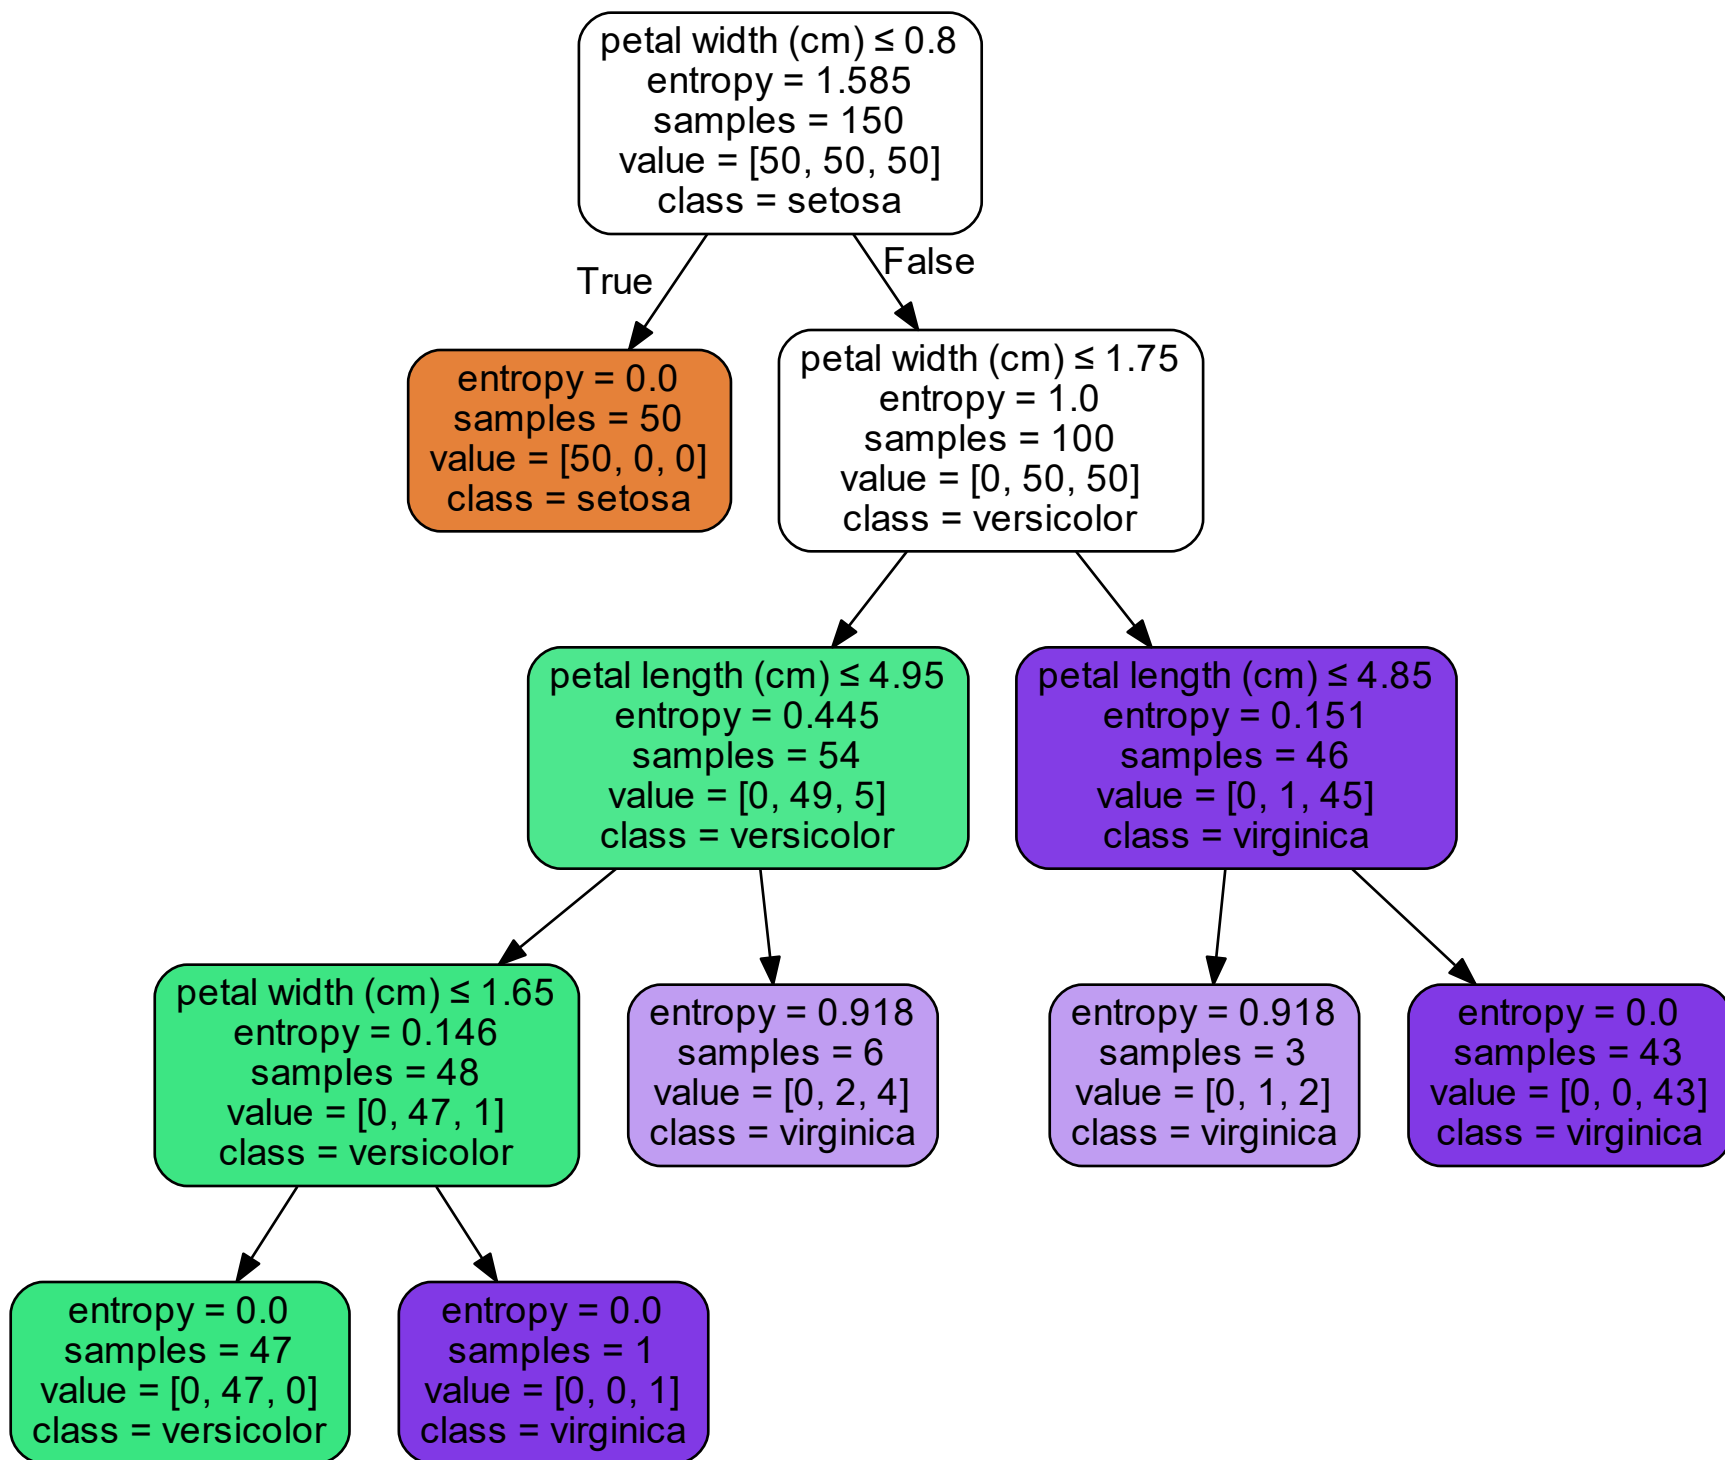 petal width (cm) ≤ 0.8
entropy = 1.585
samples = 150
value = [50, 50, 50]
class = setosa
True
False
entropy = 0.0
samples = 50
value = [50, 0, 0]
class = setosa
petal width (cm) ≤ 1.75
entropy = 1.0
samples = 100
value = [0, 50, 50]
class = versicolor
petal length (cm) ≤ 4.95
entropy = 0.445
samples = 54
value = [0, 49, 5]
class = versicolor
petal length (cm) ≤ 4.85
entropy = 0.151
samples = 46
value = [0, 1, 45]
class = virginica
petal width (cm) ≤ 1.65
entropy = 0.146
samples = 48
value = [0, 47, 1]
class = versicolor
entropy = 0.918
samples = 6
value = [0, 2, 4]
class = virginica
entropy = 0.918
samples = 3
value = [0, 1, 2]
class = virginica
entropy = 0.0
samples = 43
value = [0, 0, 43]
class = virginica
entropy = 0.0
samples = 47
value = [0, 47, 0]
class = versicolor
entropy = 0.0
samples = 1
value = [0, 0, 1]
class = virginica